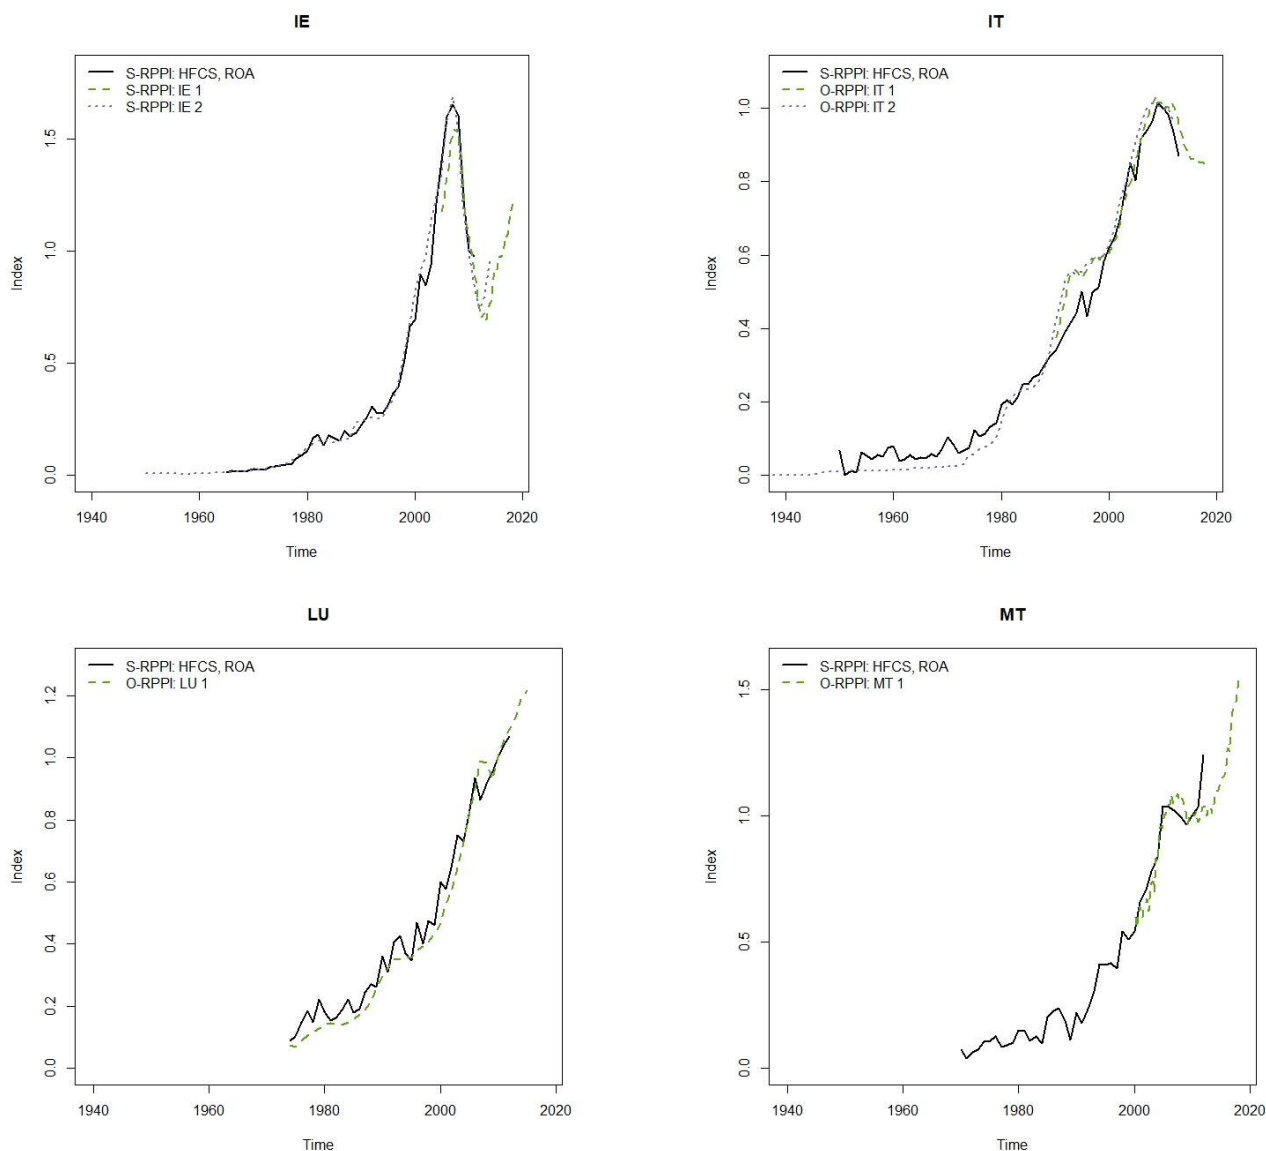 IE
S-RPPI: HFCS, ROA
S-RPPI: IE 1
S-RPPI: IE 2
Index
0.0 0.5 1.0 1.5
1940 1960 1980 2000 2020
Time
IT
S-RPPI: HFCS, ROA
O-RPPI: IT 1
O-RPPI: IT 2
Index
0.0 0.2 0.4 0.6 0.8 1.0
1940 1960 1980 2000 2020
Time
LU
S-RPPI: HFCS, ROA
O-RPPI: LU 1
Index
0.0 0.2 0.4 0.6 0.8 1.0 1.2
1940 1960 1980 2000 2020
Time
MT
S-RPPI: HFCS, ROA
O-RPPI: MT 1
Index
0.0 0.5 1.0 1.5
1940 1960 1980 2000 2020
Time